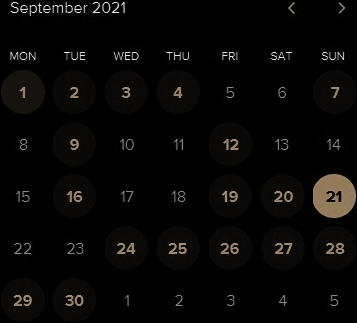 September 2021
MON TUE WED THU FRI SAT SUN
1 2 3 4 5 6 7
8 9 10 11 12 13 14
15 16 17 18 19 20 21
22 23 24 25 26 27 28
29 30 1 2 3 4 5